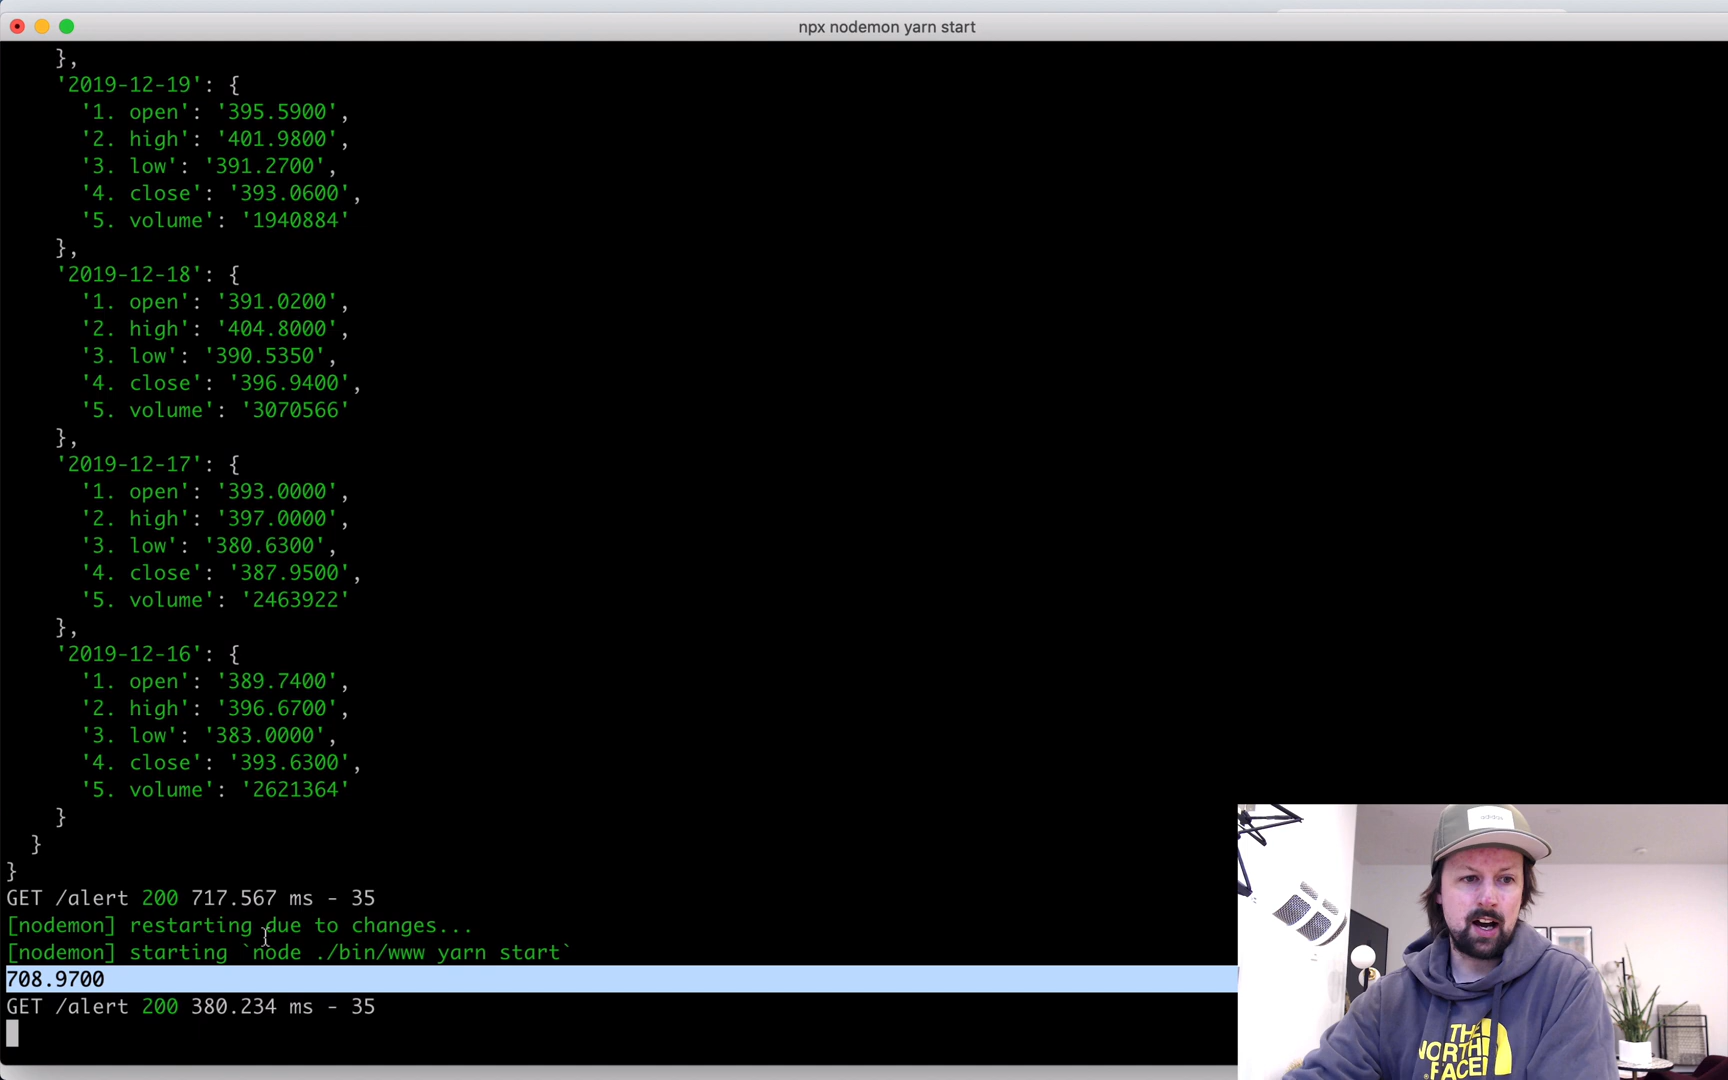 npx nodemon yarn start
},
'2019-12-19': {
'1. open': '395.5900',
'2. high': '401.9800',
'3. low': '391.2700',
'4. close': '393.0600',
'5. volume': '1940884'
},
'2019-12-18': {
'1. open': '391.0200',
'2. high': '404.8000',
'3. low': '390.5350',
'4. close': '396.9400',
'5. volume': '3070566'
},
'2019-12-17': {
'1. open': '393.0000',
'2. high': '397.0000',
'3. low': '380.6300',
'4. close': '387.9500',
'5. volume': '2463922'
},
'2019-12-16': {
'1. open': '389.7400',
'2. high': '396.6700',
'3. low': '383.0000',
'4. close': '393.6300',
'5. volume': '2621364'
}
}
}
GET /alert 200 717.567 ms - 35
[nodemon] restarting due to changes...
[nodemon] starting `node ./bin/www yarn start`
708.9700
GET /alert 200 380.234 ms - 35
THE
NORTH
FACE